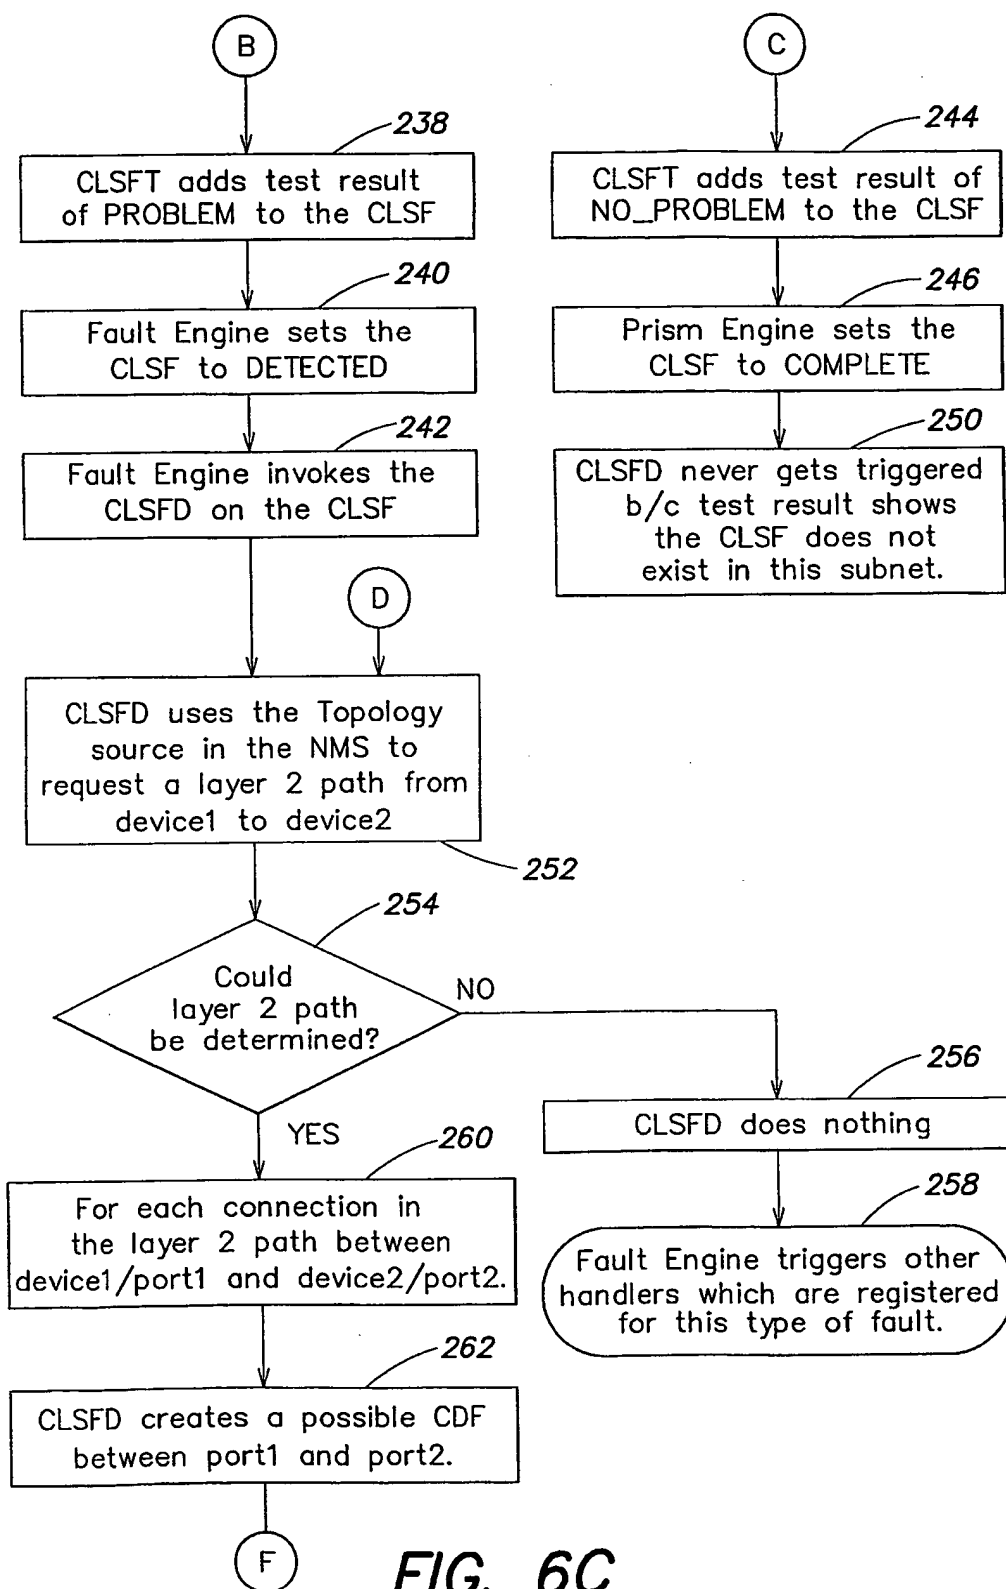 B
238
CLSFT adds test result
of PROBLEM to the CLSF
240
Fault Engine sets the
CLSF to DETECTED
242
Fault Engine invokes the
CLSFD on the CLSF
D
CLSFD uses the Topology
source in the NMS to
request a layer 2 path from
device1 to device2
252
254
Could
layer 2 path
be determined?
NO
YES
260
For each connection in
the layer 2 path between
device1/port1 and device2/port2.
262
CLSFD creates a possible CDF
between port1 and port2.
F
C
244
CLSFT adds test result of
NO_PROBLEM to the CLSF
246
Prism Engine sets the
CLSF to COMPLETE
250
CLSFD never gets triggered
b/c test result shows
the CLSF does not
exist in this subnet.
256
CLSFD does nothing
258
Fault Engine triggers other
handlers which are registered
for this type of fault.
FIG. 6C